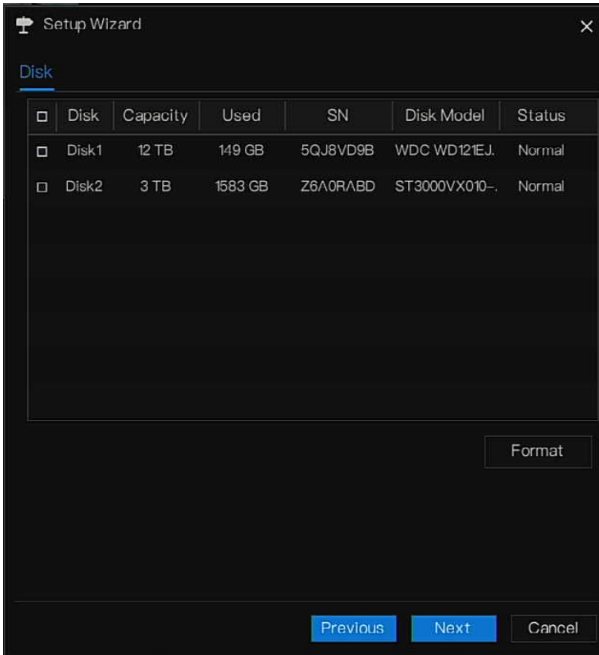 Setup Wizard
Disk
Disk Capacity Used SN Disk Model Status
Disk1 12 TB 149 GB 5QJ8VD9B WDC WD121EJ. Normal
Disk2 3 TB 1583 GB Z6A0RABD ST3000VX010-. Normal
Format
Previous Next Cancel